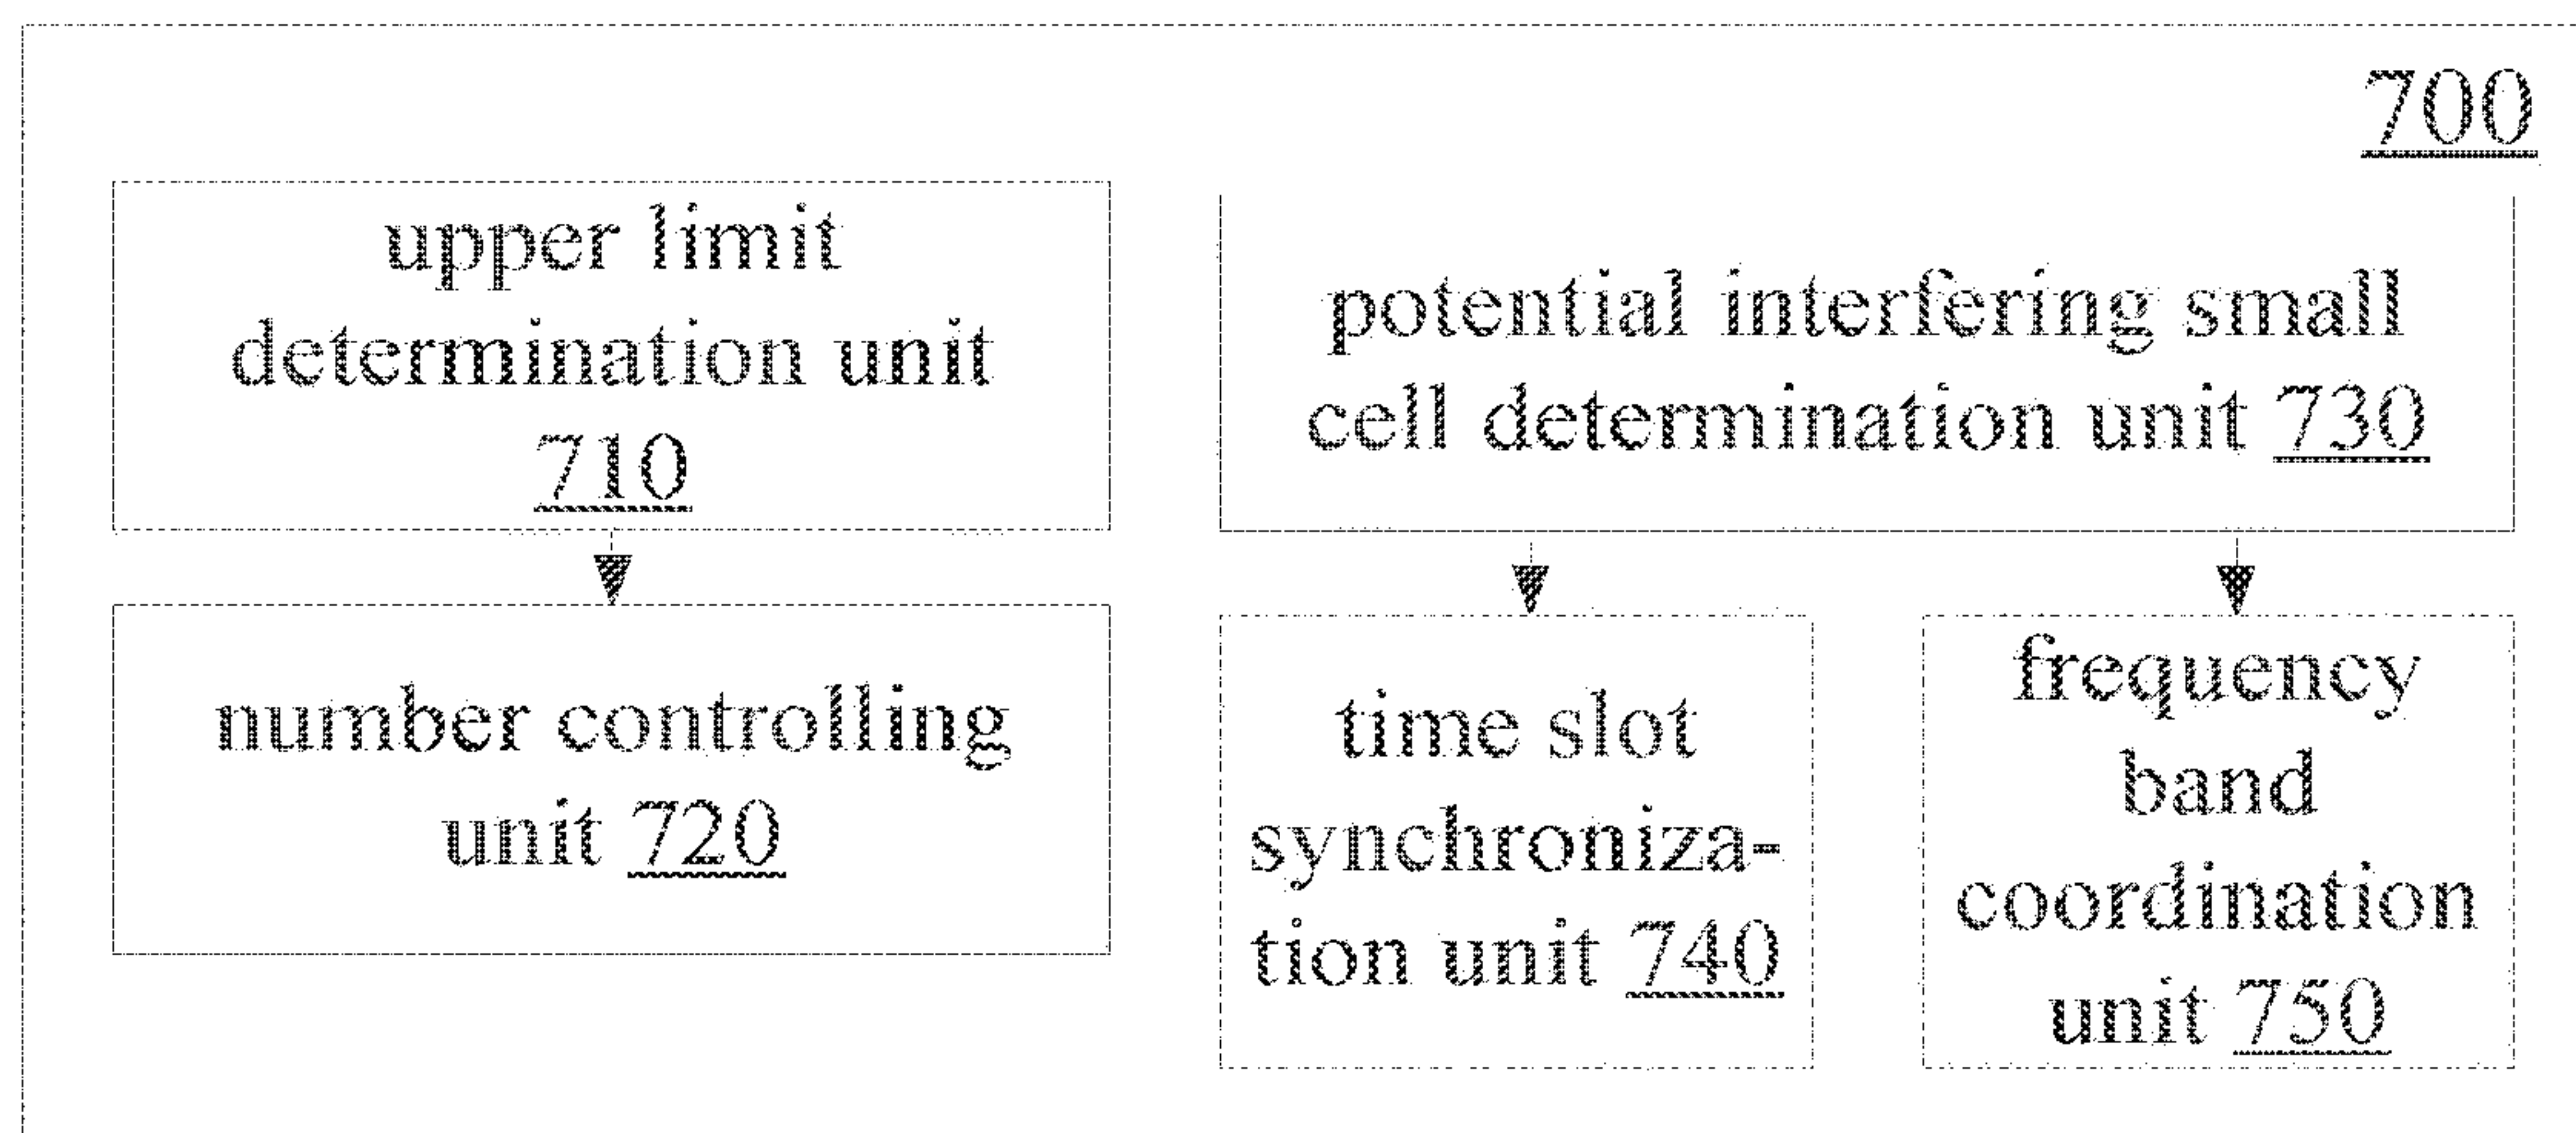 700
upper limit
determination unit
710
potential interfering small
cell determination unit 730
number controlling
unit 720
time slot
synchroniza-
tion unit 740
frequency
band
coordination
unit 750